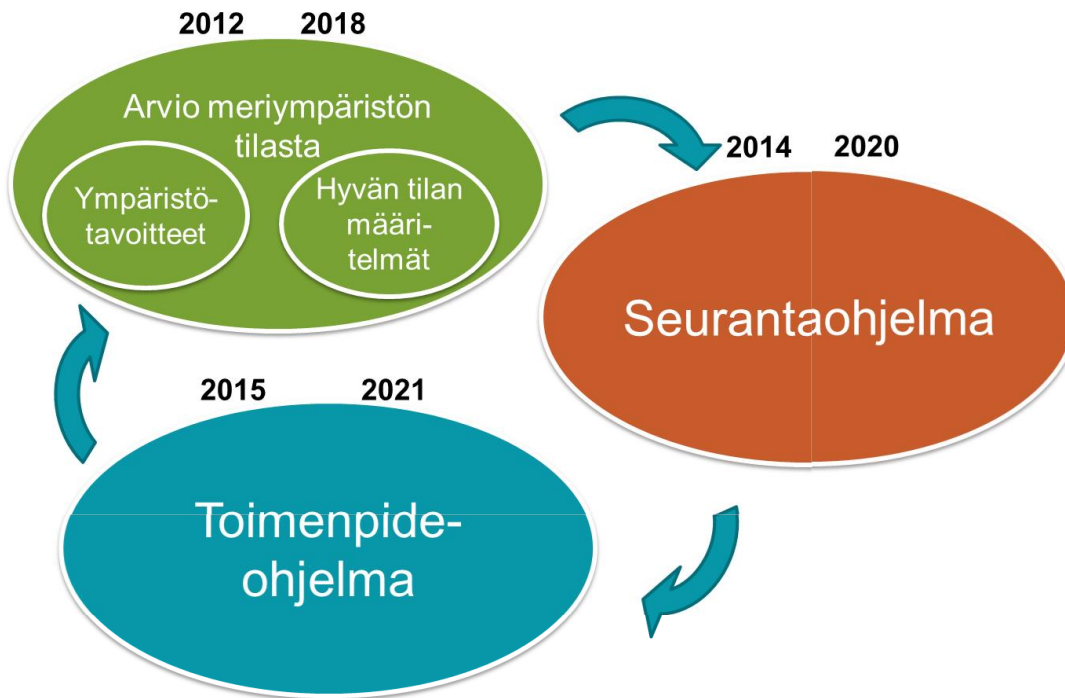 2012 2018
Arvio meriympäristön
tilasta
Ympäristö-
tavoitteet
Hyvän tilan
määri-
telmät
2014 2020
Seurantaohjelma
2015 2021
Toimenpide-
ohjelma